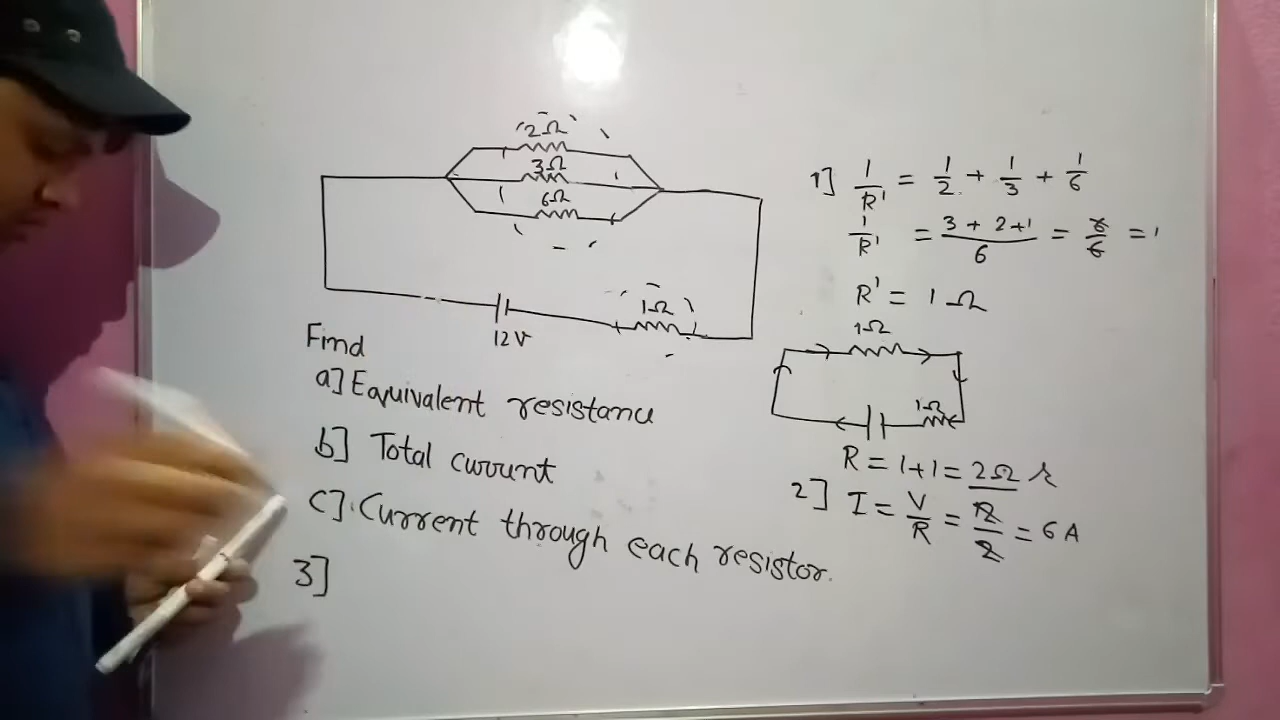 2Ω
3Ω
6Ω
1Ω
12V
Find
a] Equivalent resistance
b] Total current
c]. Current through each resistor.
3]
1] 1/R' = 1/2 + 1/3 + 1/6
1/R' = 3+2+1/6 = 6/6 = 1
R' = 1Ω
1Ω
1Ω
R = 1+1 = 2Ω
2] I = V/R = 12/2 = 6A